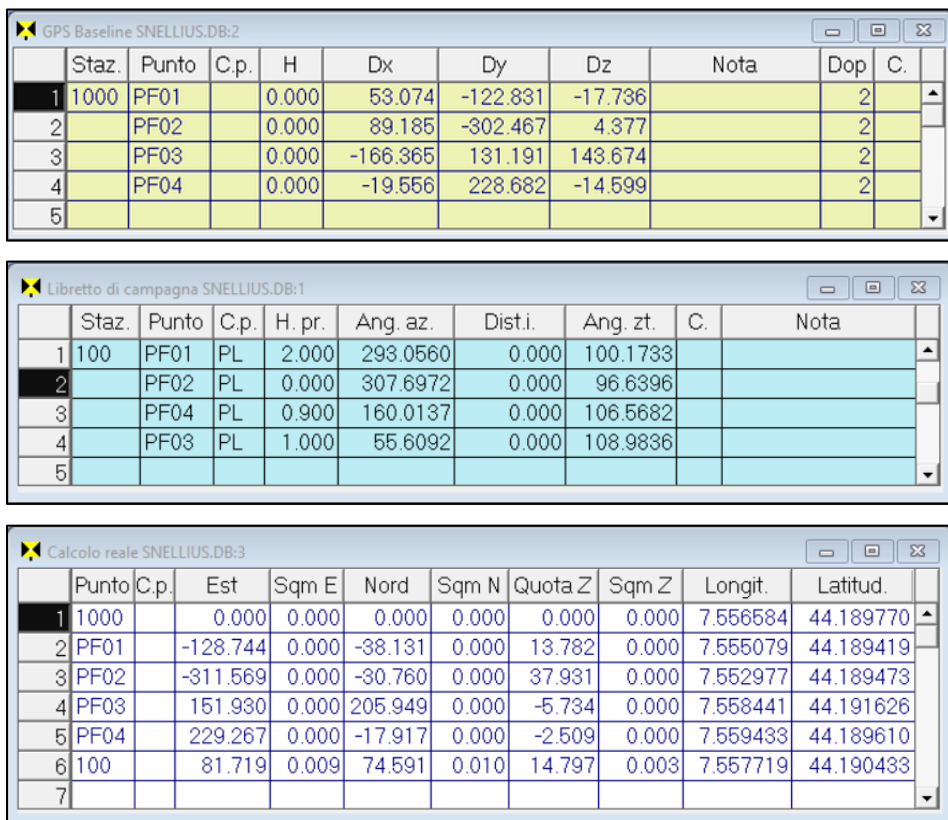 GPS Baseline SNELLIUS.DB:2
Staz. Punto C.p. H Dx Dy Dz Nota Dop C.
1 1000 PF01 0.000 53.074 -122.831 -17.736 2
2 PF02 0.000 89.185 -302.467 4.377 2
3 PF03 0.000 -166.365 131.191 143.674 2
4 PF04 0.000 -19.556 228.682 -14.599 2
5
Libretto di campagna SNELLIUS.DB:1
Staz. Punto C.p. H. pr. Ang. az. Dist.i. Ang. zt. C. Nota
1 100 PF01 PL 2.000 293.0560 0.000 100.1733
2 PF02 PL 0.000 307.6972 0.000 96.6396
3 PF04 PL 0.900 160.0137 0.000 106.5682
4 PF03 PL 1.000 55.6092 0.000 108.9836
5
Calcolo reale SNELLIUS.DB:3
Punto C.p. Est Sqm E Nord Sqm N Quota Z Sqm Z Longit. Latitud.
1 1000 0.000 0.000 0.000 0.000 0.000 0.000 7.556584 44.189770
2 PF01 -128.744 0.000 -38.131 0.000 13.782 0.000 7.555079 44.189419
3 PF02 -311.569 0.000 -30.760 0.000 37.931 0.000 7.552977 44.189473
4 PF03 151.930 0.000 205.949 0.000 -5.734 0.000 7.558441 44.191626
5 PF04 229.267 0.000 -17.917 0.000 -2.509 0.000 7.559433 44.189610
6 100 81.719 0.009 74.591 0.010 14.797 0.003 7.557719 44.190433
7